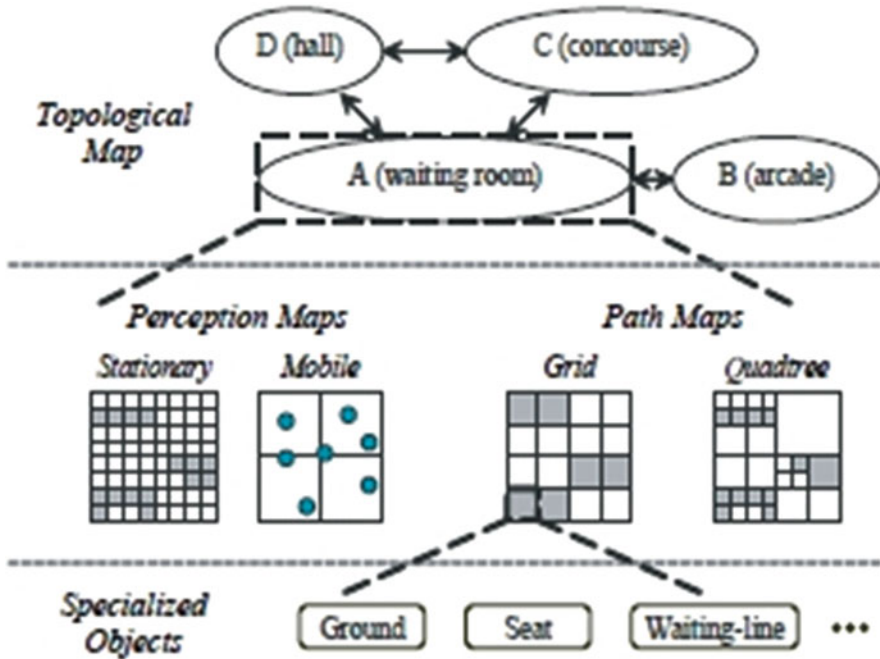 D (hall)
C (concourse)
Topological
Map
A (waiting room)
B (arcade)
Perception Maps
Path Maps
Stationary
Mobile
Grid
Quadtree
Specialized
Objects
Ground
Seat
Waiting-line
•••